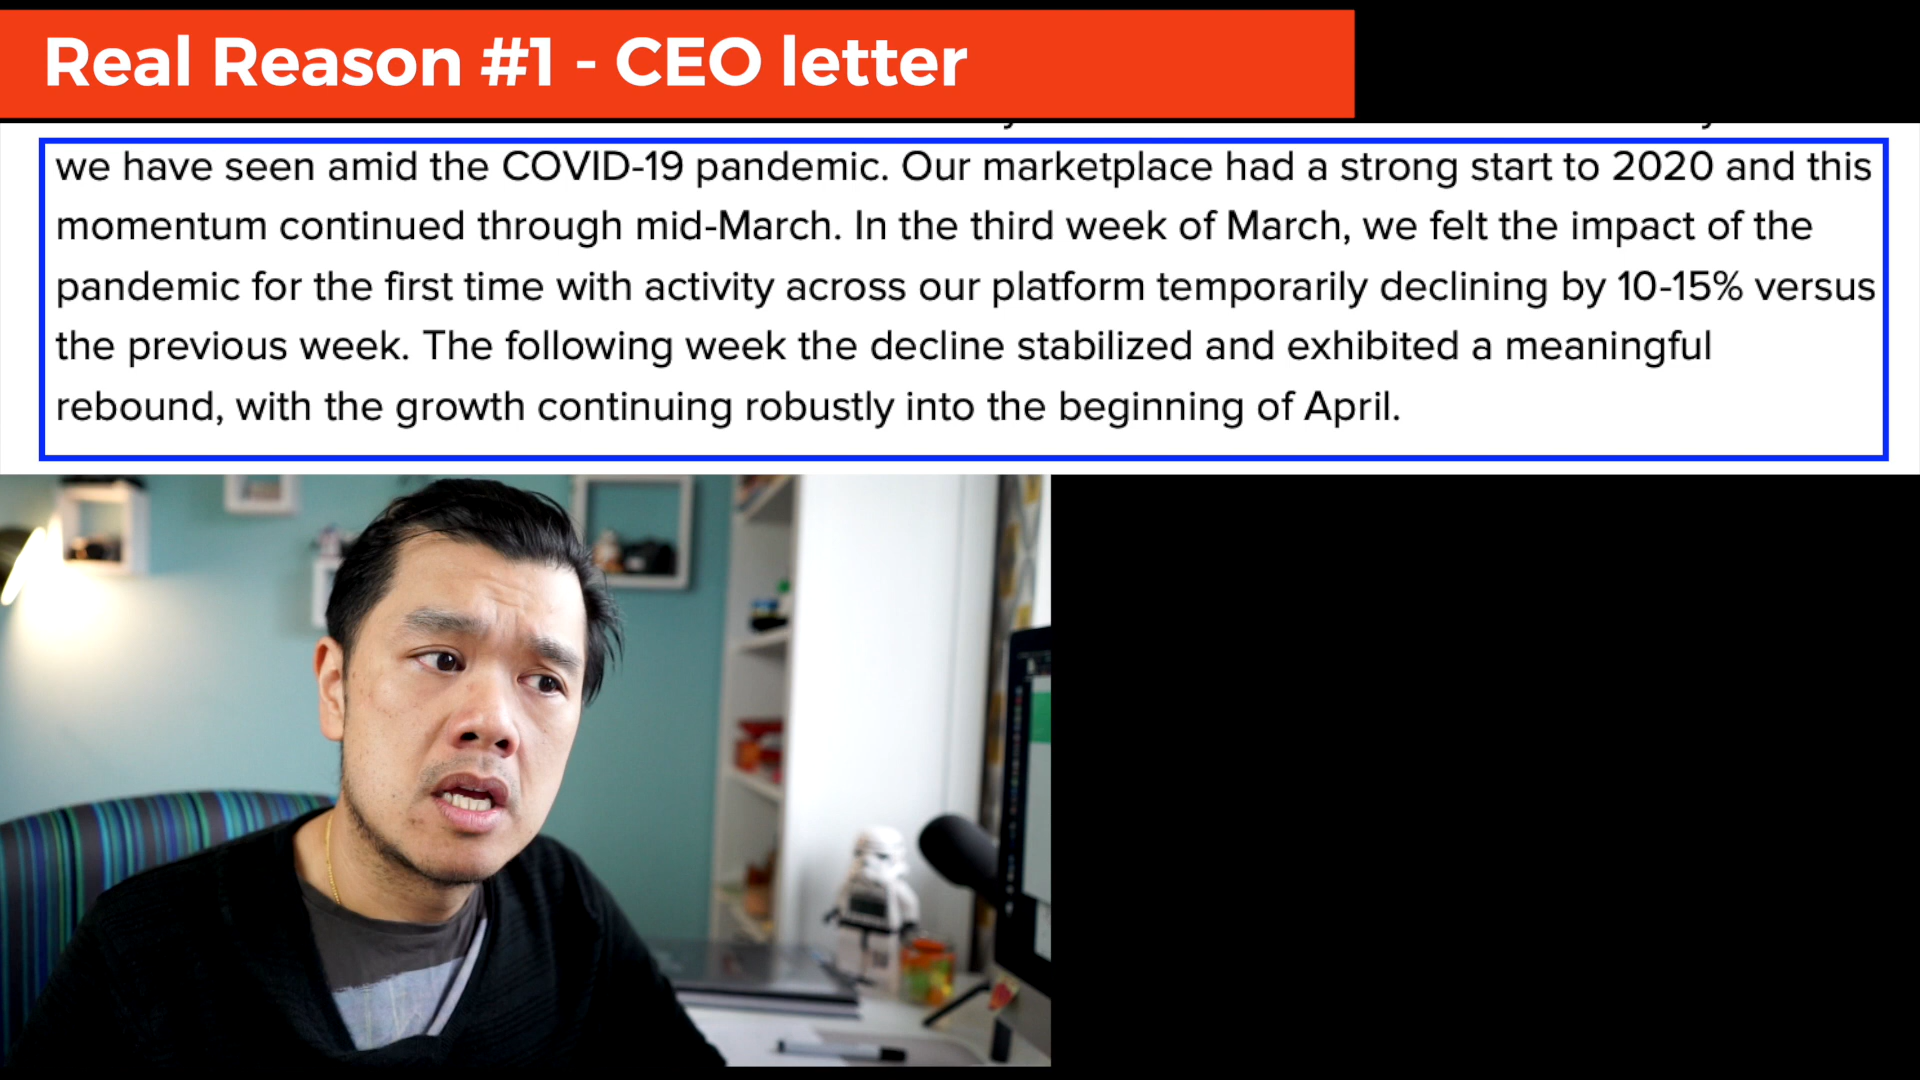 Real Reason #1 - CEO letter
we have seen amid the COVID-19 pandemic. Our marketplace had a strong start to 2020 and this
momentum continued through mid-March. In the third week of March, we felt the impact of the
pandemic for the first time with activity across our platform temporarily declining by 10-15% versus
the previous week. The following week the decline stabilized and exhibited a meaningful
rebound, with the growth continuing robustly into the beginning of April.